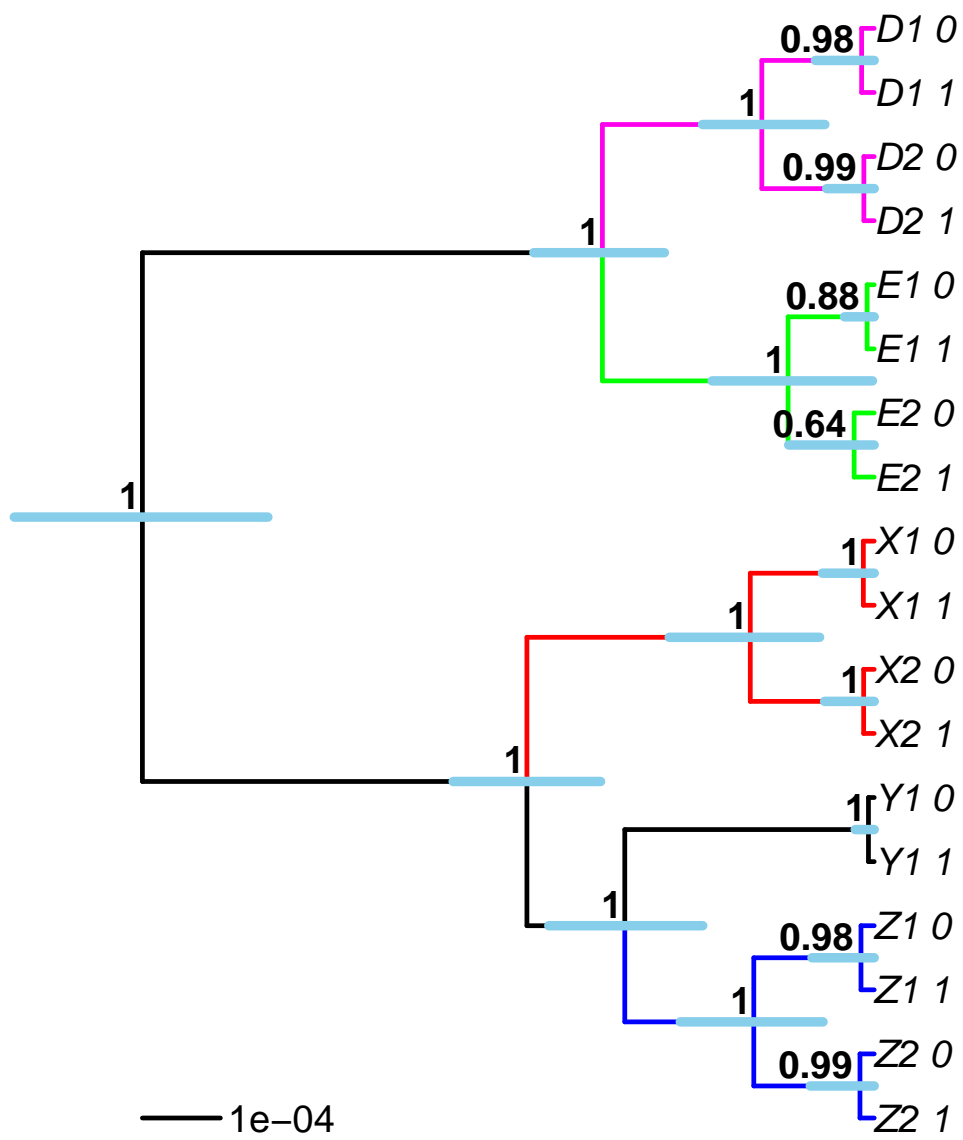 D1 0
0.98
D1 1
1
D2 0
0.99
D2 1
1
E1 0
0.88
E1 1
1
E2 0
0.64
E2 1
1
X1 0
1
X1 1
1
X2 0
1
X2 1
1
Y1 0
1
Y1 1
1
Z1 0
0.98
Z1 1
1
Z2 0
0.99
Z2 1
1e−04